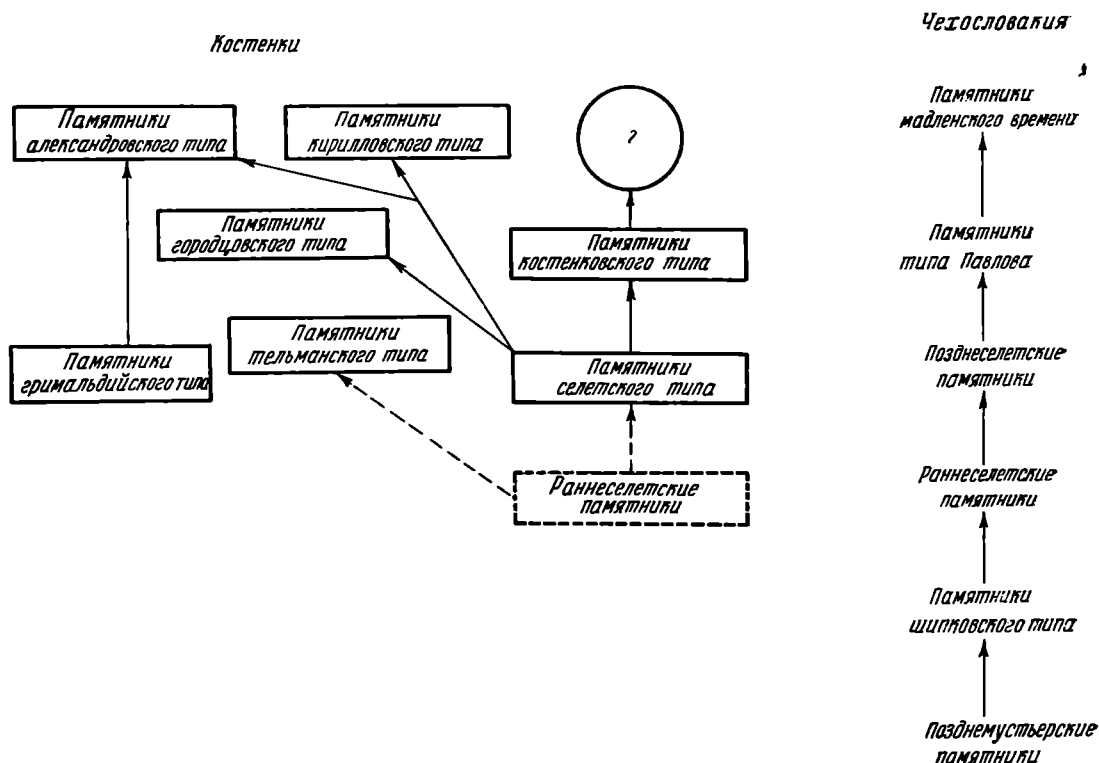 Костенки
Памятники
александровского типа
Памятники
кирилловского типа
?
Памятники
городцовского типа
Памятники
костенковского типа
Памятники
тельманского типа
Памятники
гримальдийского типа
Памятники
селетского типа
Раннеселетские
памятники
Чехословакия
Памятники
мадленского времени
Памятники
типа Павлова
Позднеселетские
памятники
Раннеселетские
памятники
Памятники
шипковского типа
Позднемустьерские
памятники